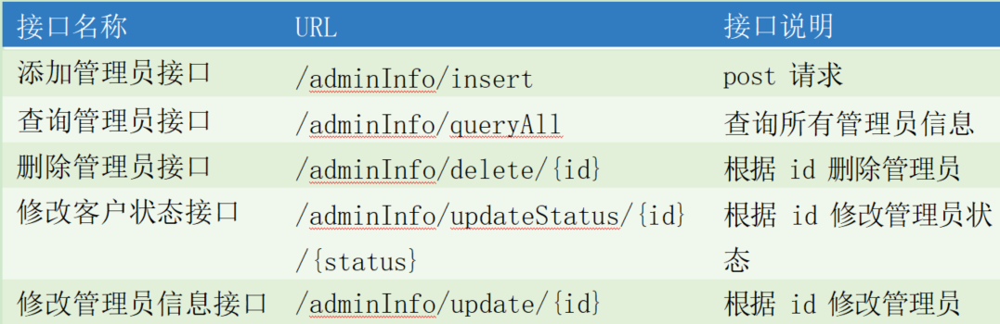 接口名称 URL 接口说明
添加管理员接口 /adminInfo/insert post 请求
查询管理员接口 /adminInfo/queryAll 查询所有管理员信息
删除管理员接口 /adminInfo/delete/{id} 根据 id 删除管理员
修改客户状态接口 /adminInfo/updateStatus/{id} 根据 id 修改管理员状
/{status} 态
修改管理员信息接口 /adminInfo/update/{id} 根据 id 修改管理员